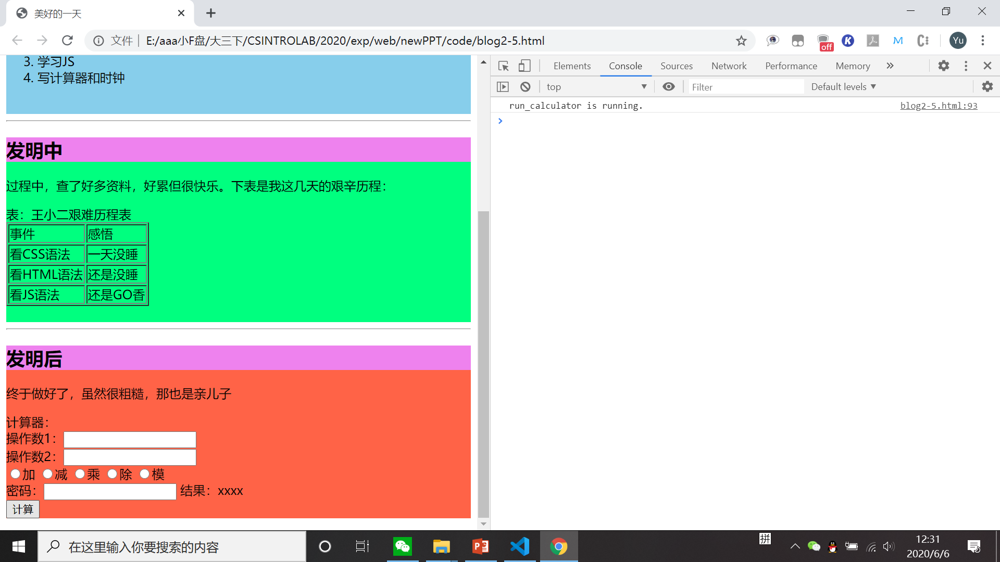 美好的一天
文件
E:/aaa小F盘/大三下/CSINTROLAB/2020/exp/web/newPPT/code/blog2-5.html
off
K
M
Yu
3. 学习JS
4. 写计算器和时钟
发明中
过程中，查了好多资料，好累但很快乐。下表是我这几天的艰辛历程：
表：王小二艰难历程表
事件 感悟
看CSS语法 一天没睡
看HTML语法 还是没睡
看JS语法 还是GO香
发明后
终于做好了，虽然很粗糙，那也是亲儿子
计算器：
操作数1：
操作数2：
加 减 乘 除 模
密码： 结果：xxxx
计算
Elements Console Sources Network Performance Memory
top Filter Default levels
run_calculator is running. blog2-5.html:93
在这里输入你要搜索的内容
拼
12:31
2020/6/6